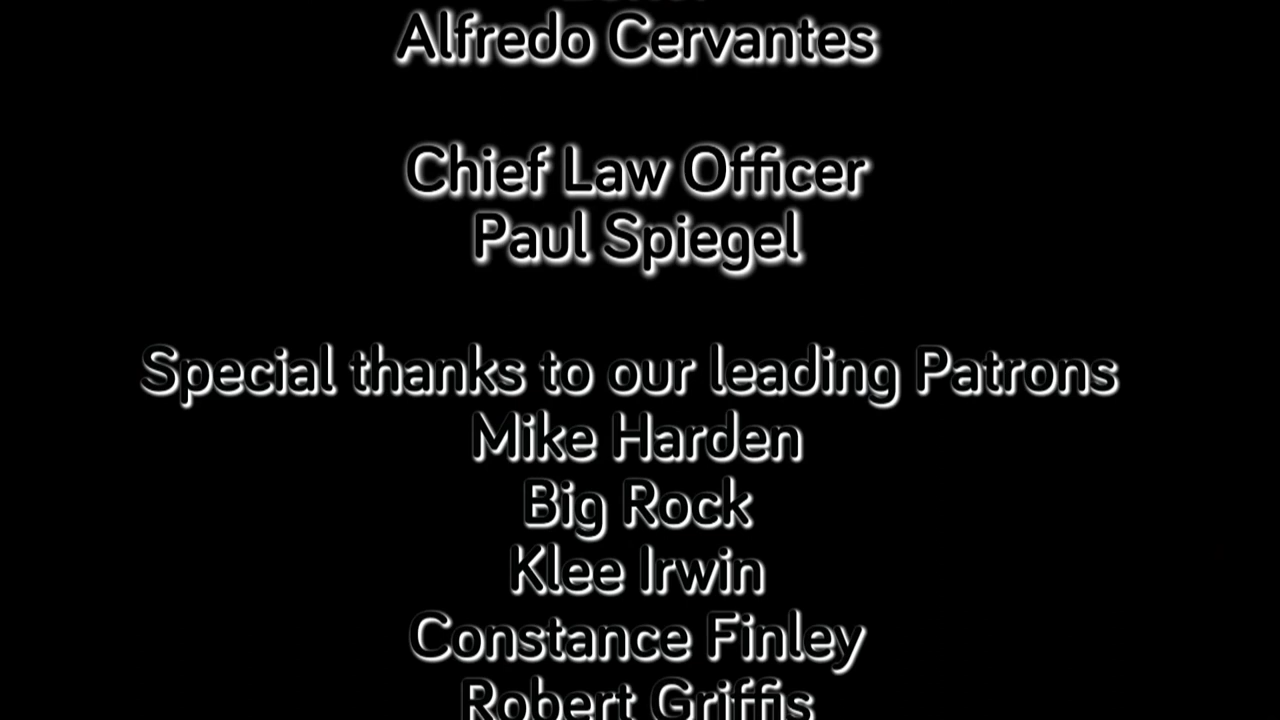 Alfredo Cervantes
Chief Law Officer
Paul Spiegel
Special thanks to our leading Patrons
Mike Harden
Big Rock
Klee Irwin
Constance Finley
Robert Griffis